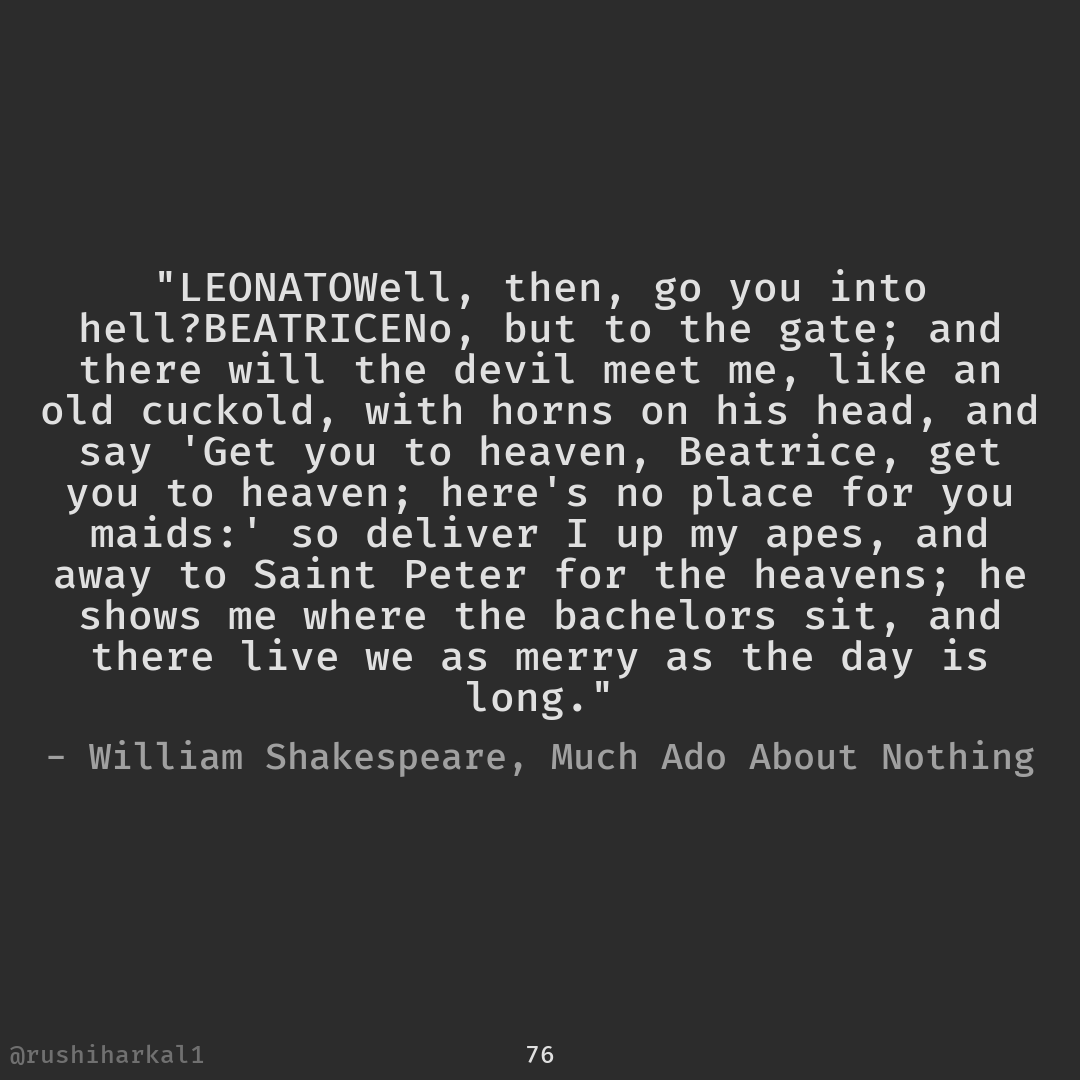 "LEONATOWell, then, go you into
hell?BEATRICENo, but to the gate; and
there will the devil meet me, like an
old cuckold, with horns on his head, and
say 'Get you to heaven, Beatrice, get
you to heaven; here's no place for you
maids:' so deliver I up my apes, and
away to Saint Peter for the heavens; he
shows me where the bachelors sit, and
there live we as merry as the day is
long."
- William Shakespeare, Much Ado About Nothing
@rushiharkal1
76